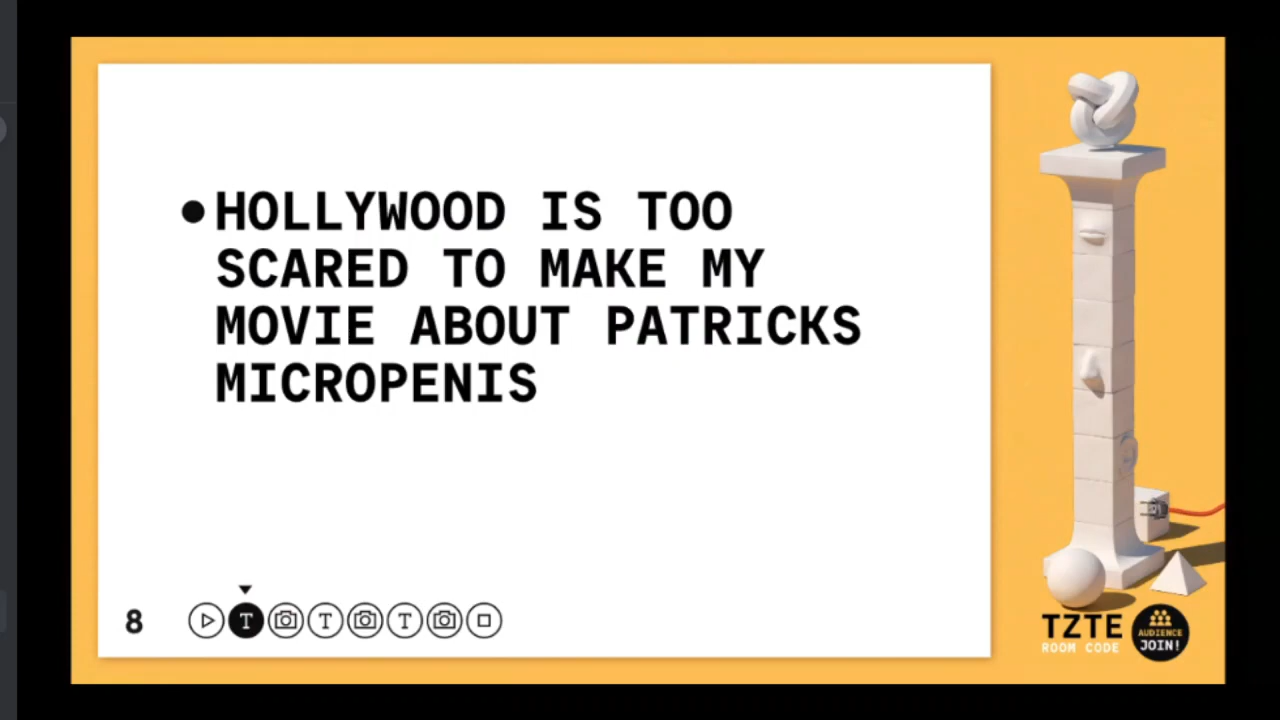 HOLLYWOOD IS TOO
SCARED TO MAKE MY
MOVIE ABOUT PATRICKS
MICROPENIS
8
T
T
T
TZTE
ROOM CODE
AUDIENCE
JOIN!